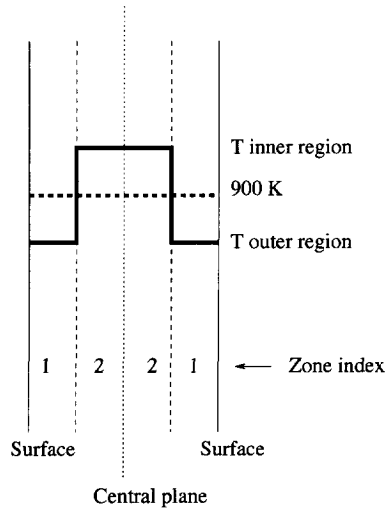 T inner region
900 K
T outer region
1 2 2 1 Zone index
Surface Surface
Central plane